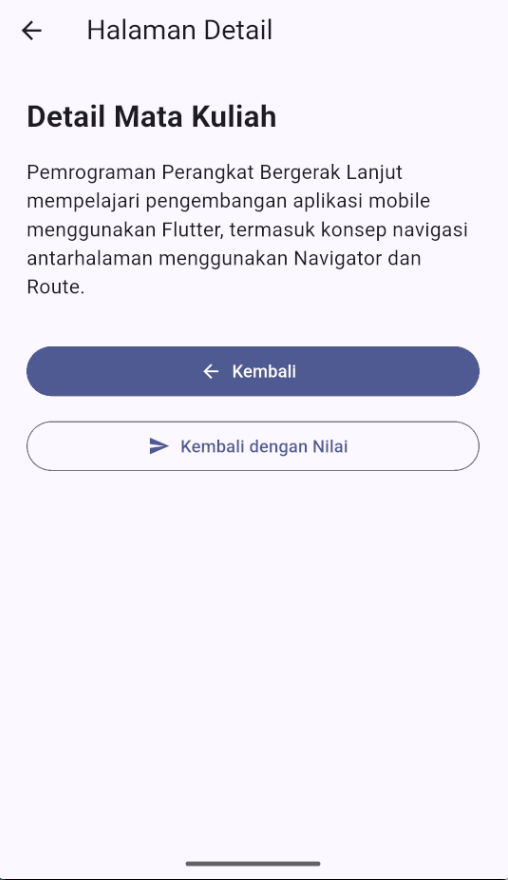 Halaman Detail
Detail Mata Kuliah
Pemrograman Perangkat Bergerak Lanjut
mempelajari pengembangan aplikasi mobile
menggunakan Flutter, termasuk konsep navigasi
antarhalaman menggunakan Navigator dan
Route.
Kembali
Kembali dengan Nilai